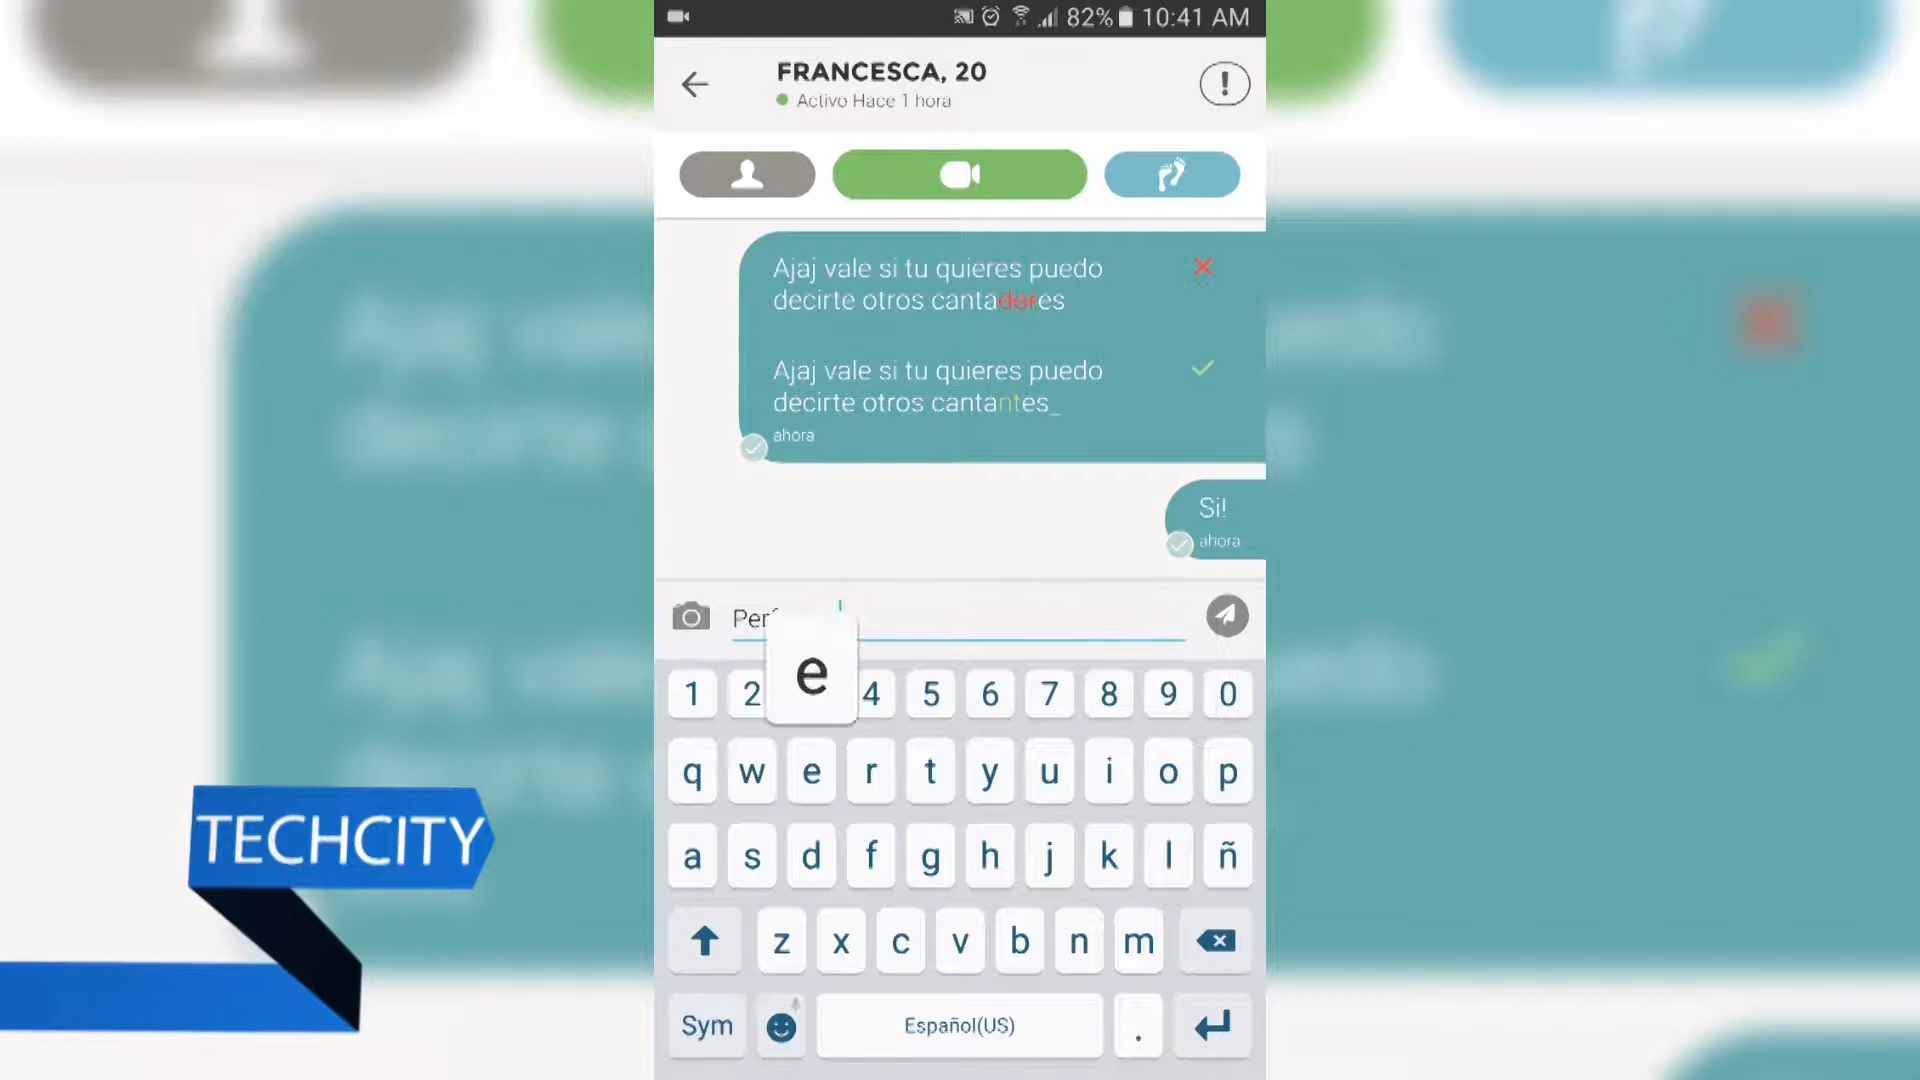 82% 10:41 AM
FRANCESCA, 20
Activo Hace 1 hora
Ajaj vale si tu quieres puedo
decirte otros cantadores
Ajaj vale si tu quieres puedo
decirte otros cantantes_
ahora
Si!
ahora
e
1 2 4 5 6 7 8 9 0
q w e r t y u i o p
TECHCITY
a s d f g h j k l ñ
z x c v b n m
Sym Español(US) .